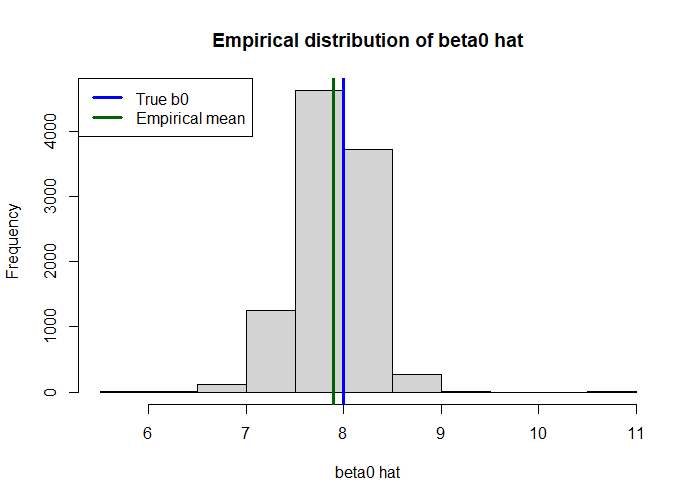 Empirical distribution of beta0 hat
True b0
Empirical mean
Frequency
4000
3000
2000
1000
0
6 7 8 9 10 11
beta0 hat